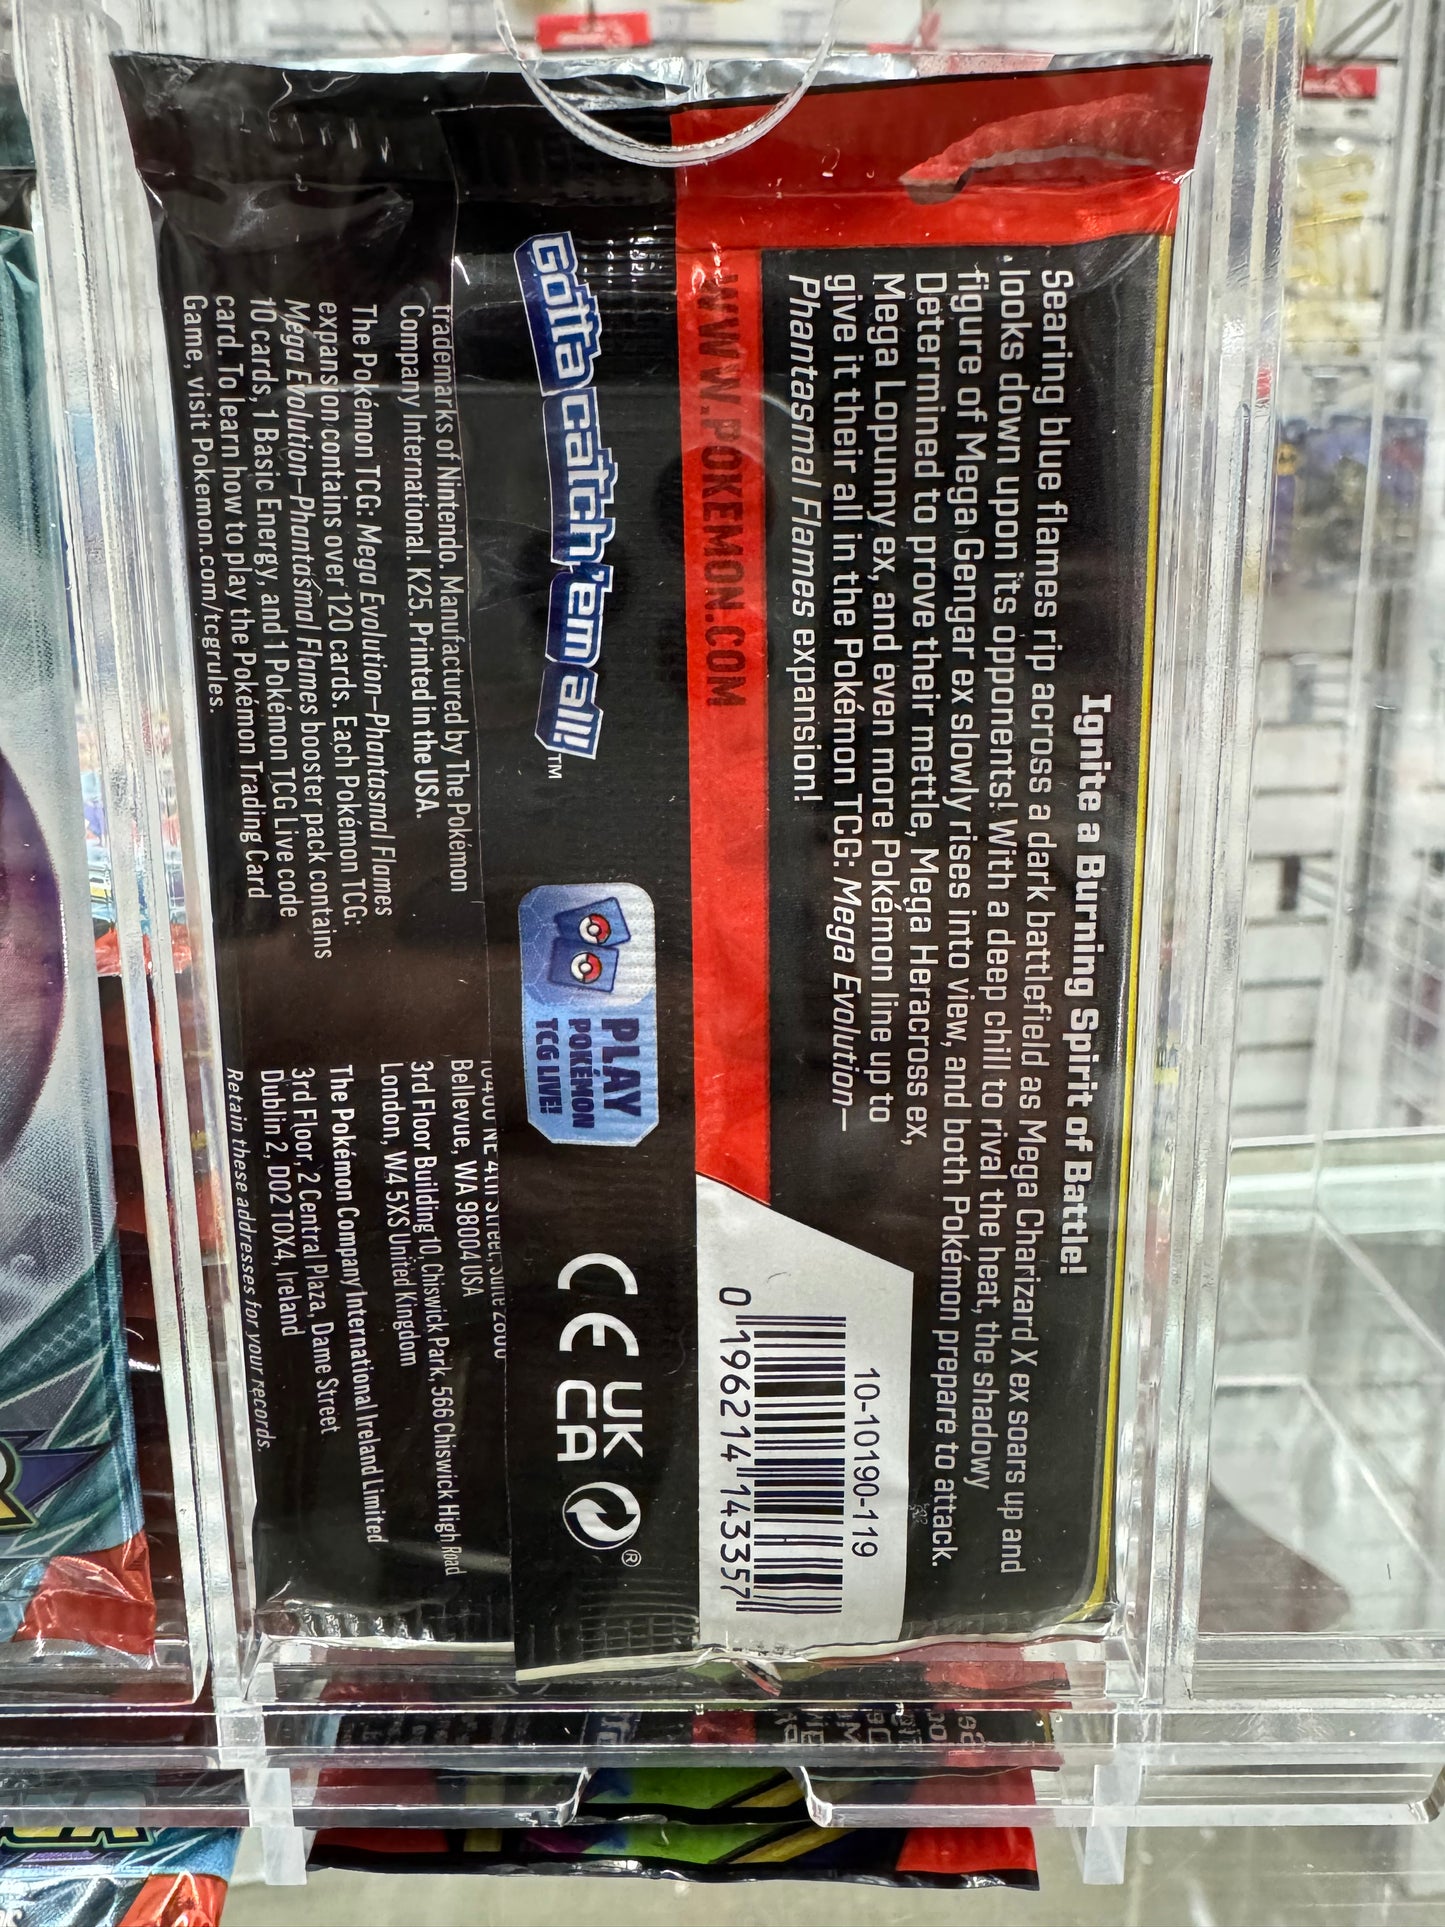 Ignite a Burning Spirit of Battle!
Searing blue flames rip across a dark battlefield as Mega Charizard X ex soars up and
looks down upon its opponents! With a deep chill to rival the heat, the shadowy
figure of Mega Gengar ex slowly rises into view, and both Pokémon prepare to attack.
Determined to prove their mettle, Mega Heracross ex,
Mega Lopunny ex, and even more Pokémon line up to
give it their all in the Pokémon TCG: Mega Evolution—
Phantasmal Flames expansion!
10-10190-119
0 196214 143357
WWW.POKEMON.COM
Gotta catch 'em all!™
PLAY
POKÉMON
TCG LIVE!
CE
UK
CA
®
trademarks of Nintendo. Manufactured by The Pokémon
Company International. K25. Printed in the USA.
The Pokémon TCG: Mega Evolution—Phantasmal Flames
expansion contains over 120 cards. Each Pokémon TCG:
Mega Evolution—Phantasmal Flames booster pack contains
10 cards, 1 Basic Energy, and 1 Pokémon TCG Live code
card. To learn how to play the Pokémon Trading Card
Game, visit Pokemon.com/tcgrules.
10400 NE 4th Street, Suite 2800
Bellevue, WA 98004 USA
3rd Floor Building 10, Chiswick Park, 566 Chiswick High Road
London, W4 5XS United Kingdom
The Pokémon Company International Ireland Limited
3rd Floor, 2 Central Plaza, Dame Street
Dublin 2, D02 T0X4, Ireland
Retain these addresses for your records.